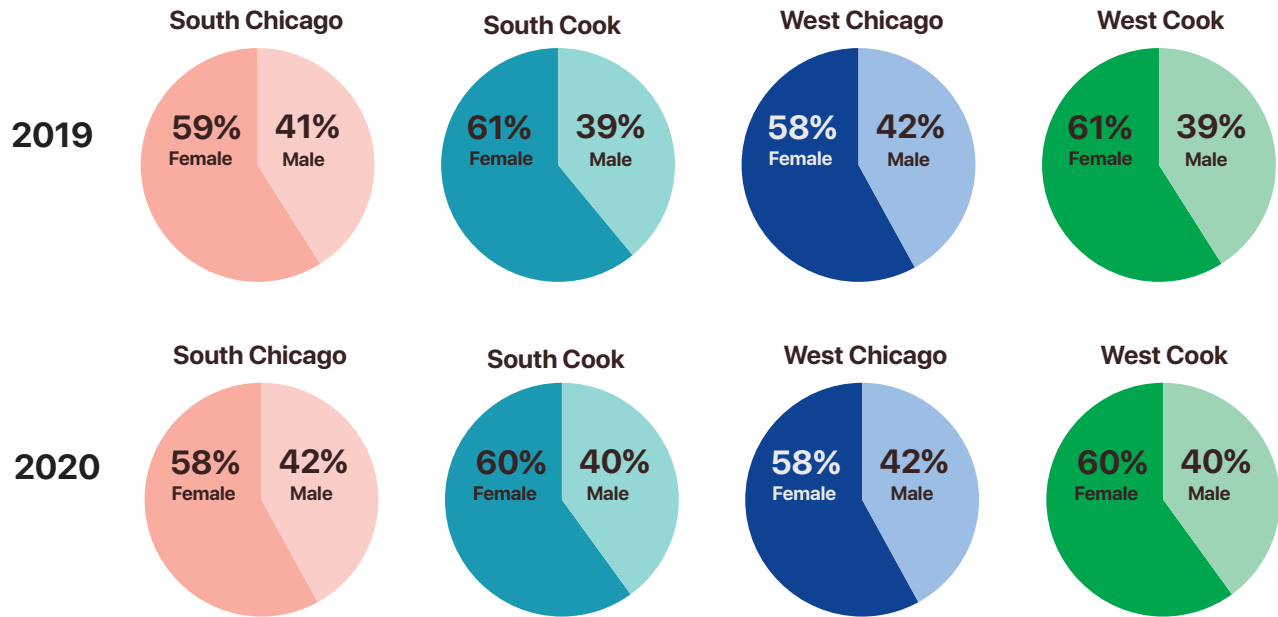 South Chicago
South Cook
West Chicago
West Cook
2019
59%
Female
41%
Male
61%
Female
39%
Male
58%
Female
42%
Male
61%
Female
39%
Male
South Chicago
South Cook
West Chicago
West Cook
2020
58%
Female
42%
Male
60%
Female
40%
Male
58%
Female
42%
Male
60%
Female
40%
Male